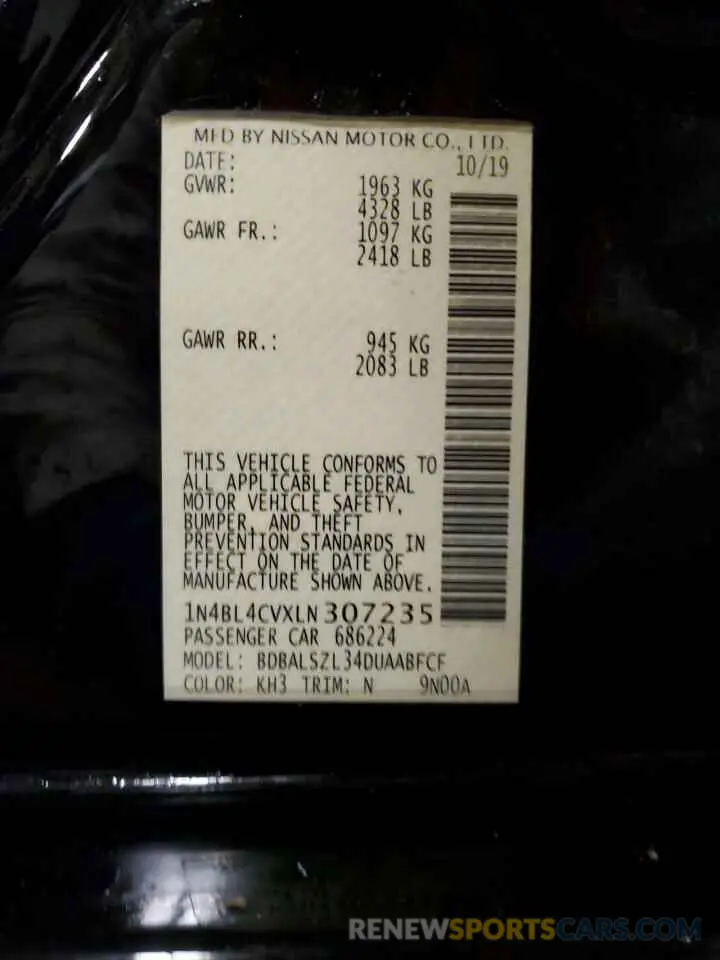 MFD BY NISSAN MOTOR CO., LTD.
DATE: 10/19
GVWR: 1963 KG
4328 LB
GAWR FR.: 1097 KG
2418 LB
GAWR RR.: 945 KG
2083 LB
THIS VEHICLE CONFORMS TO
ALL APPLICABLE FEDERAL
MOTOR VEHICLE SAFETY,
BUMPER, AND THEFT
PREVENTION STANDARDS IN
EFFECT ON THE DATE OF
MANUFACTURE SHOWN ABOVE.
1N4BL4CVXLN307235
PASSENGER CAR 686224
MODEL: BDBALSZL34DUAABFCF
COLOR: KH3 TRIM: N 9N00A
RENEWSPORTSCARS.COM